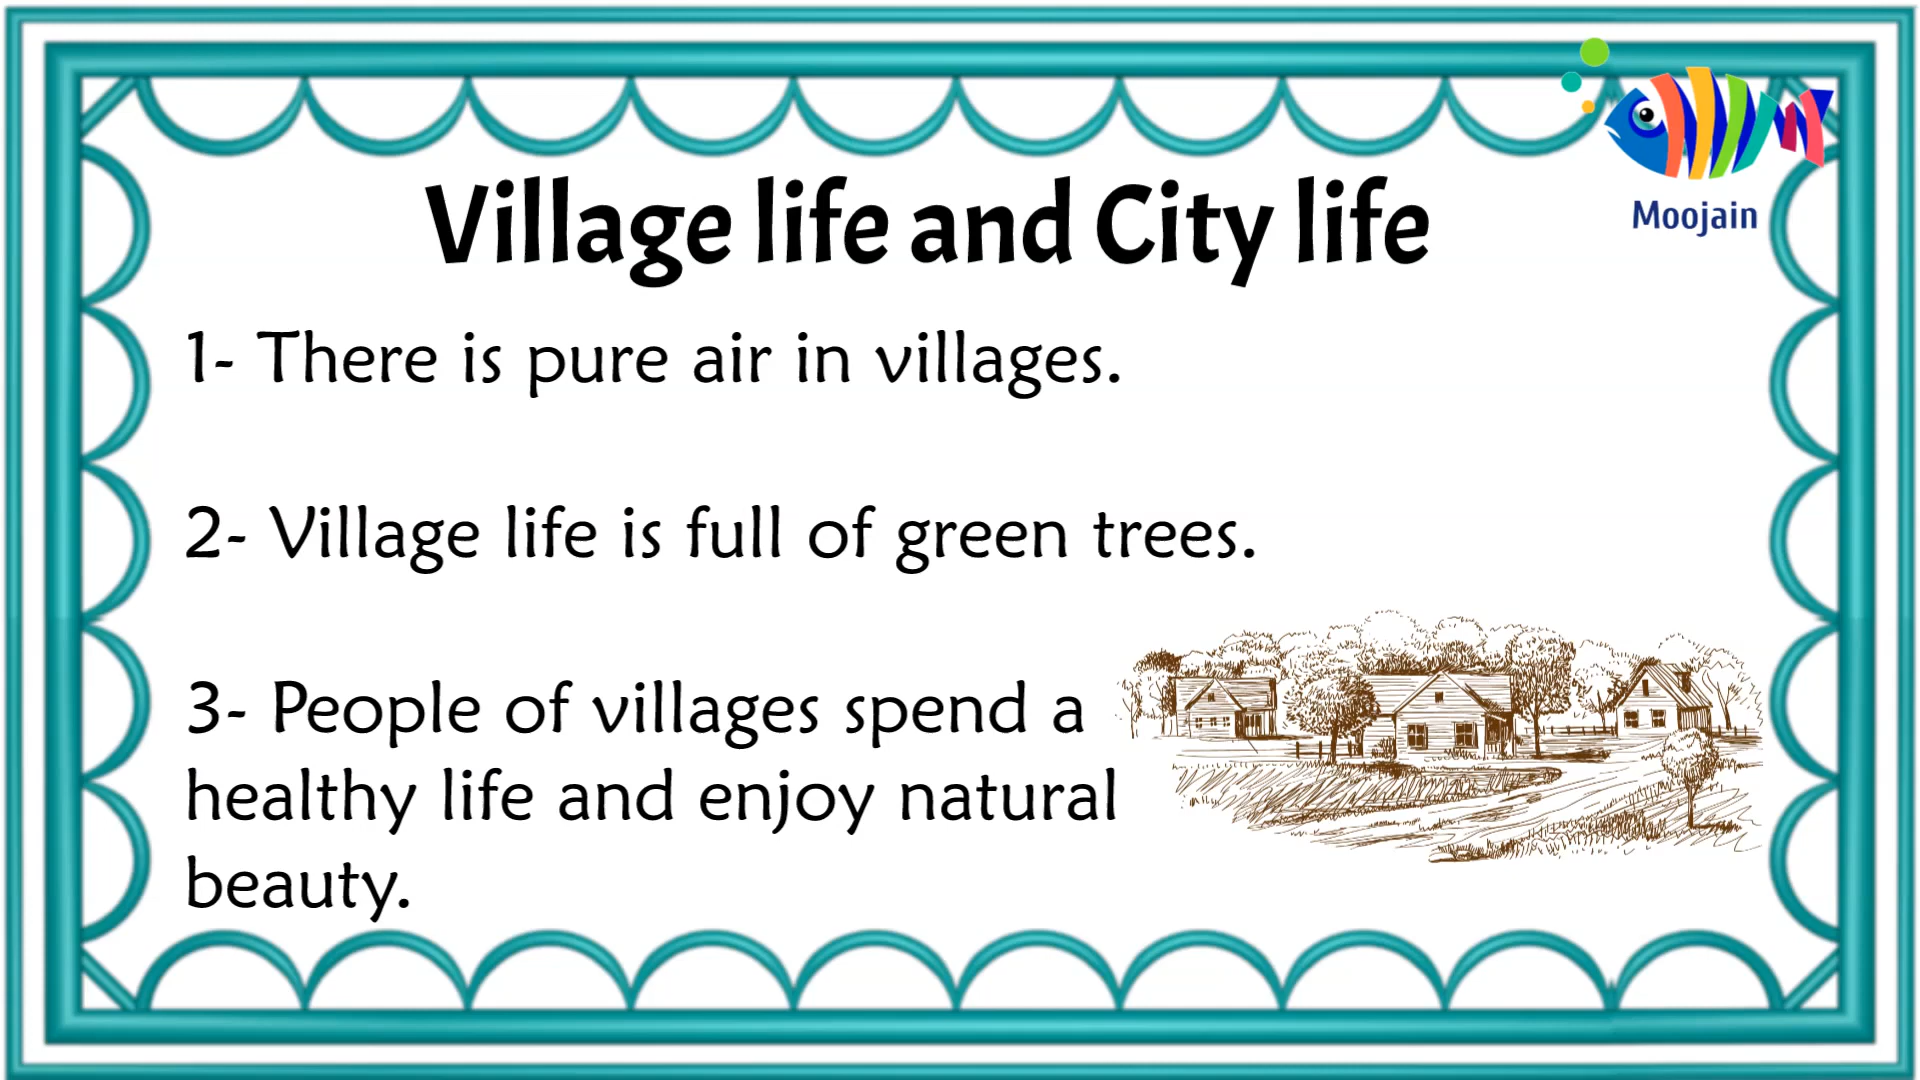 Moojain
Village life and City life
1- There is pure air in villages.
2- Village life is full of green trees.
3- People of villages spend a
healthy life and enjoy natural
beauty.